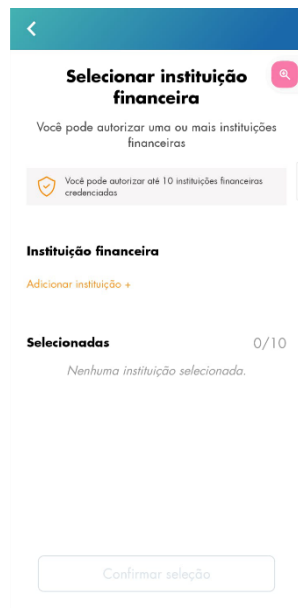 Selecionar instituição
financeira
Você pode autorizar uma ou mais instituições
financeiras
Você pode autorizar até 10 instituições financeiras
credenciadas
Instituição financeira
Adicionar instituição +
Selecionadas 0/10
Nenhuma instituição selecionada.
Confirmar seleção